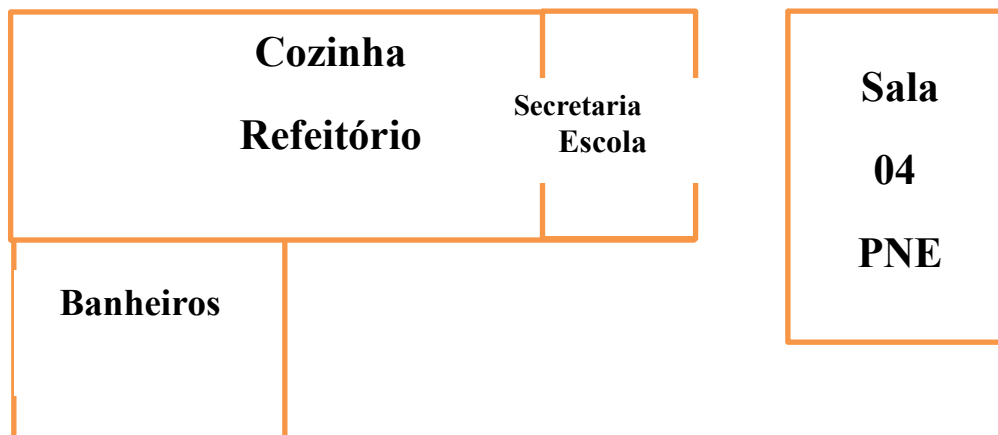 Cozinha
Refeitório
Secretaria
Escola
Sala
04
PNE
Banheiros